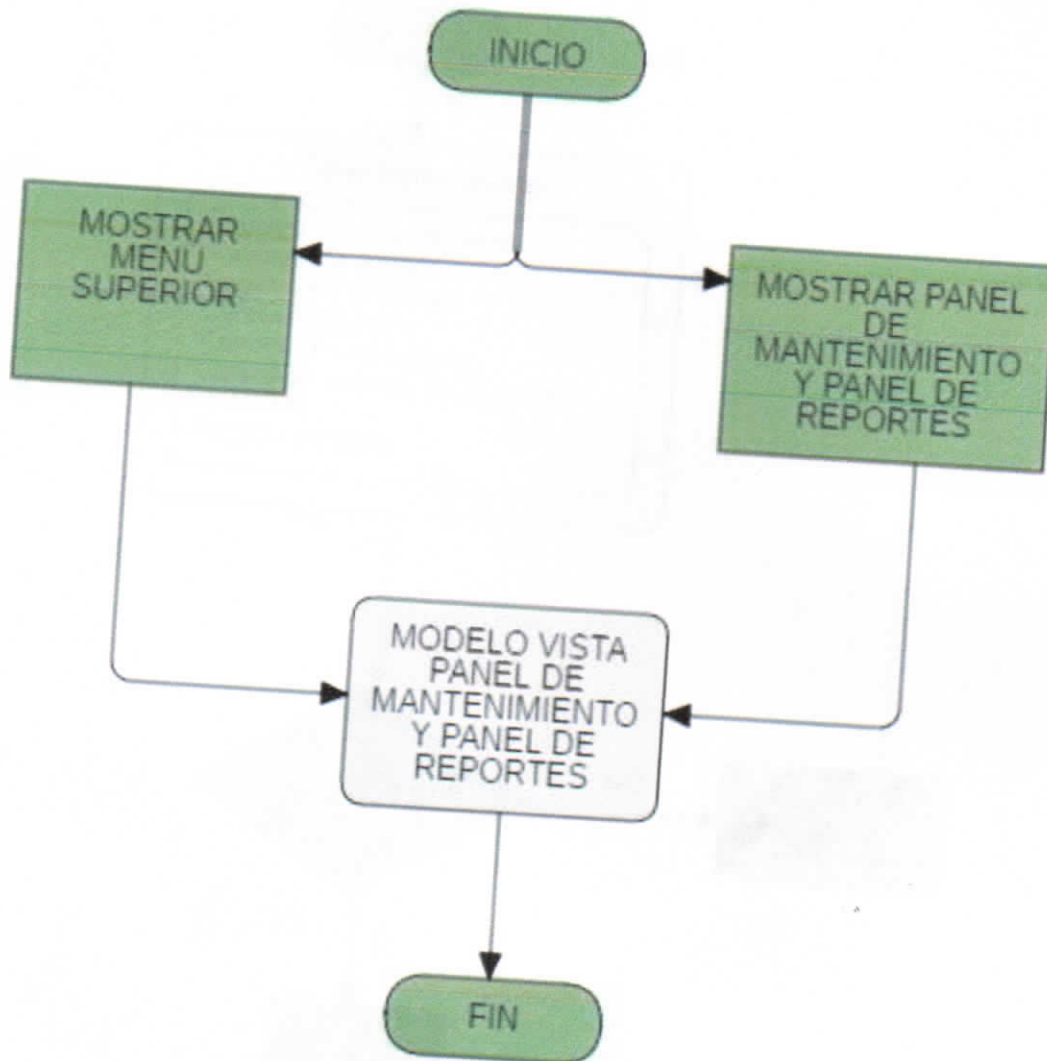 INICIO
MOSTRAR
MENU
SUPERIOR
MOSTRAR PANEL
DE
MANTENIMIENTO
Y PANEL DE
REPORTES
MODELO VISTA
PANEL DE
MANTENIMIENTO
Y PANEL DE
REPORTES
FIN